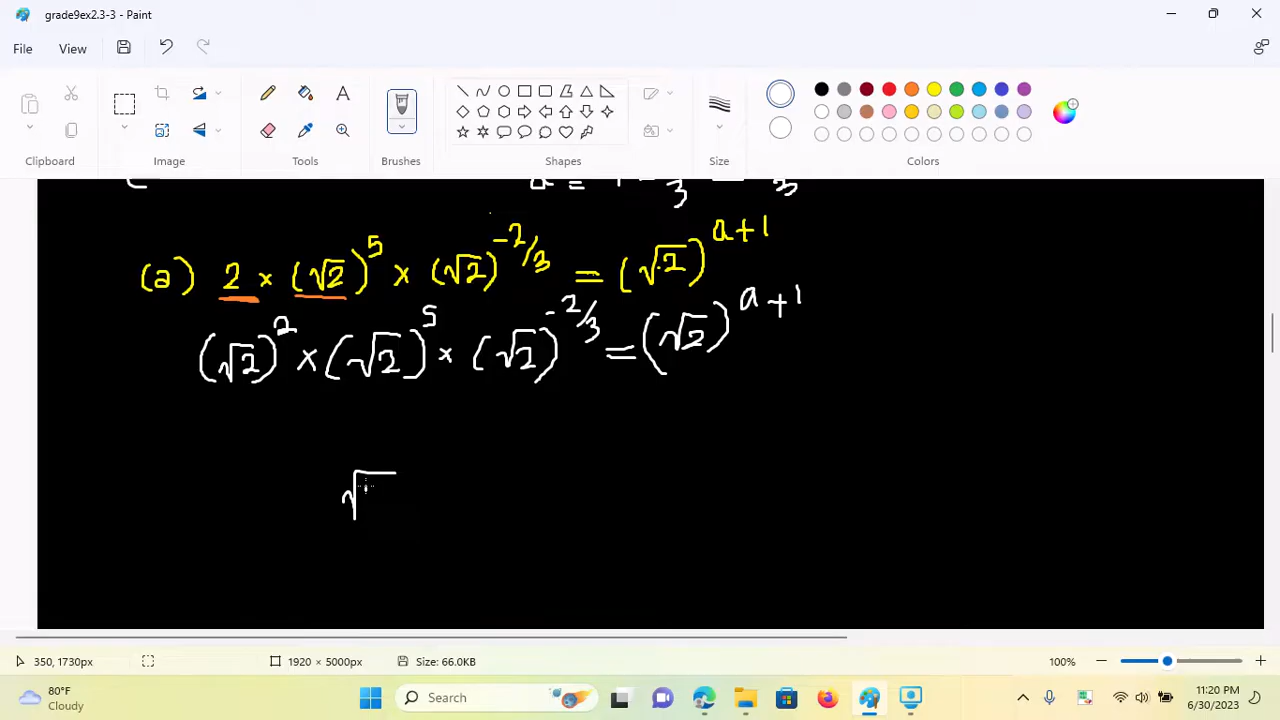 grade9ex2.3-3 - Paint
File View
Clipboard Image Tools Brushes Shapes Size Colors
(a) 2 × (√2)^5 × (√2)^-2/3 = (√2)^a+1
(√2)^2 × (√2)^5 × (√2)^-2/3 = (√2)^a+1
√
350, 1730px 1920 × 5000px Size: 66.0KB 100%
80°F
Cloudy
Search
11:20 PM
6/30/2023